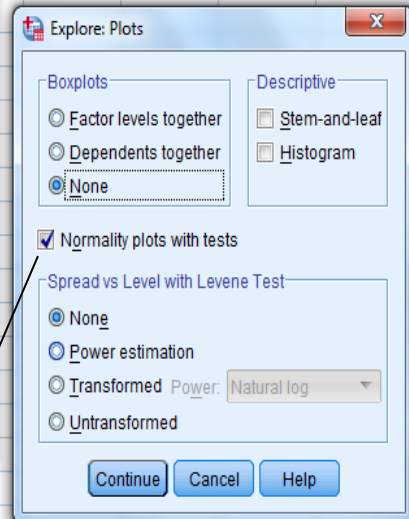 Explore: Plots
x
Boxplots
Factor levels together
Dependents together
None
Descriptive
Stem-and-leaf
Histogram
Normality plots with tests
Spread vs Level with Levene Test
None
Power estimation
Transformed Power: Natural log
Untransformed
Continue Cancel Help